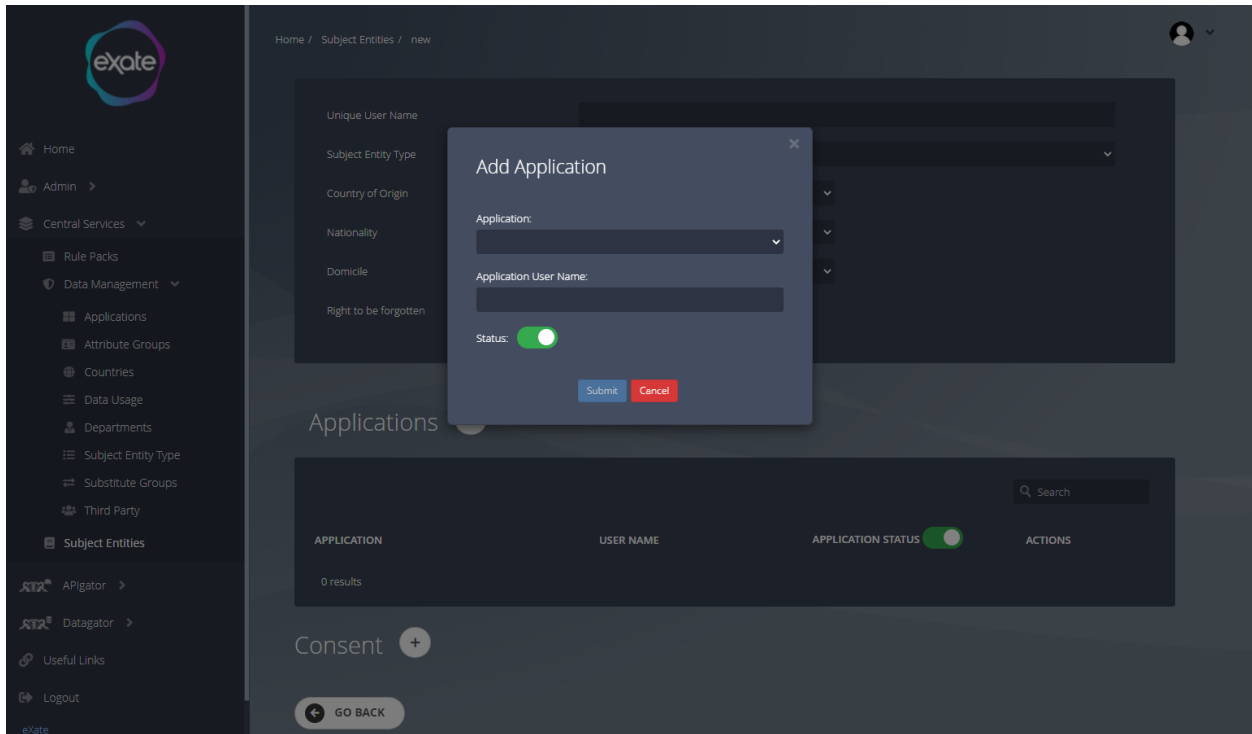 exate
Home
Admin
Central Services
Rule Packs
Data Management
Applications
Attribute Groups
Countries
Data Usage
Departments
Subject Entity Type
Substitute Groups
Third Party
Subject Entities
APIgator
Datagator
Useful Links
Logout
eXate
Home / Subject Entities / new
Unique User Name
Subject Entity Type
Country of Origin
Nationality
Domicile
Right to be forgotten
Add Application
×
Application:
Application User Name:
Status:
Submit Cancel
Applications
Search
APPLICATION USER NAME APPLICATION STATUS ACTIONS
0 results
Consent +
GO BACK